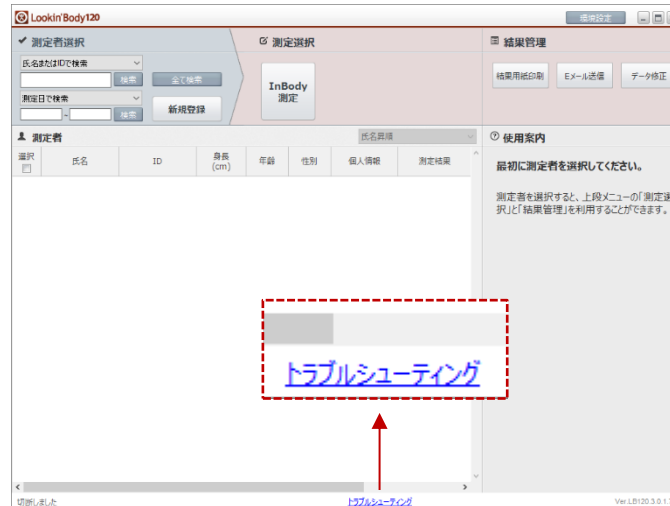 Lookin'Body120
環境設定
測定者選択
測定選択
結果管理
氏名またはIDで検索
検索
全て検索
測定日で検索
-
検索
新規登録
InBody
測定
結果用紙印刷
Eメール送信
データ修正
測定者
氏名昇順
使用案内
選択
氏名
ID
身長
(cm)
年齢
性別
個人情報
測定結果
最初に測定者を選択してください。
測定者を選択すると、上段メニューの「測定選
択」と「結果管理」を利用することができます。
トラブルシューティング
切断しました
トラブルシューティング
Ver.LB120.3.0.1.